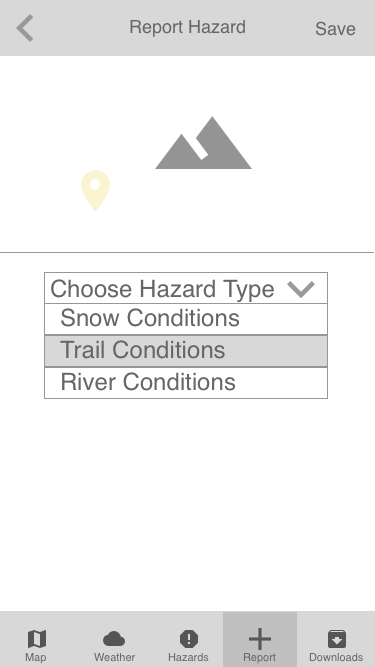 Report Hazard
Save
Choose Hazard Type
Snow Conditions
Trail Conditions
River Conditions
Map
Weather
Hazards
Report
Downloads